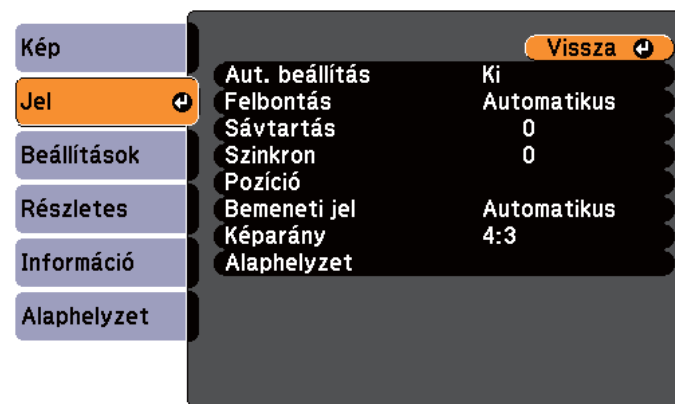 Kép
Jel
Beállítások
Részletes
Információ
Alaphelyzet
Vissza
Aut. beállítás Ki
Felbontás Automatikus
Sávtartás 0
Szinkron 0
Pozíció
Bemeneti jel Automatikus
Képarány 4:3
Alaphelyzet